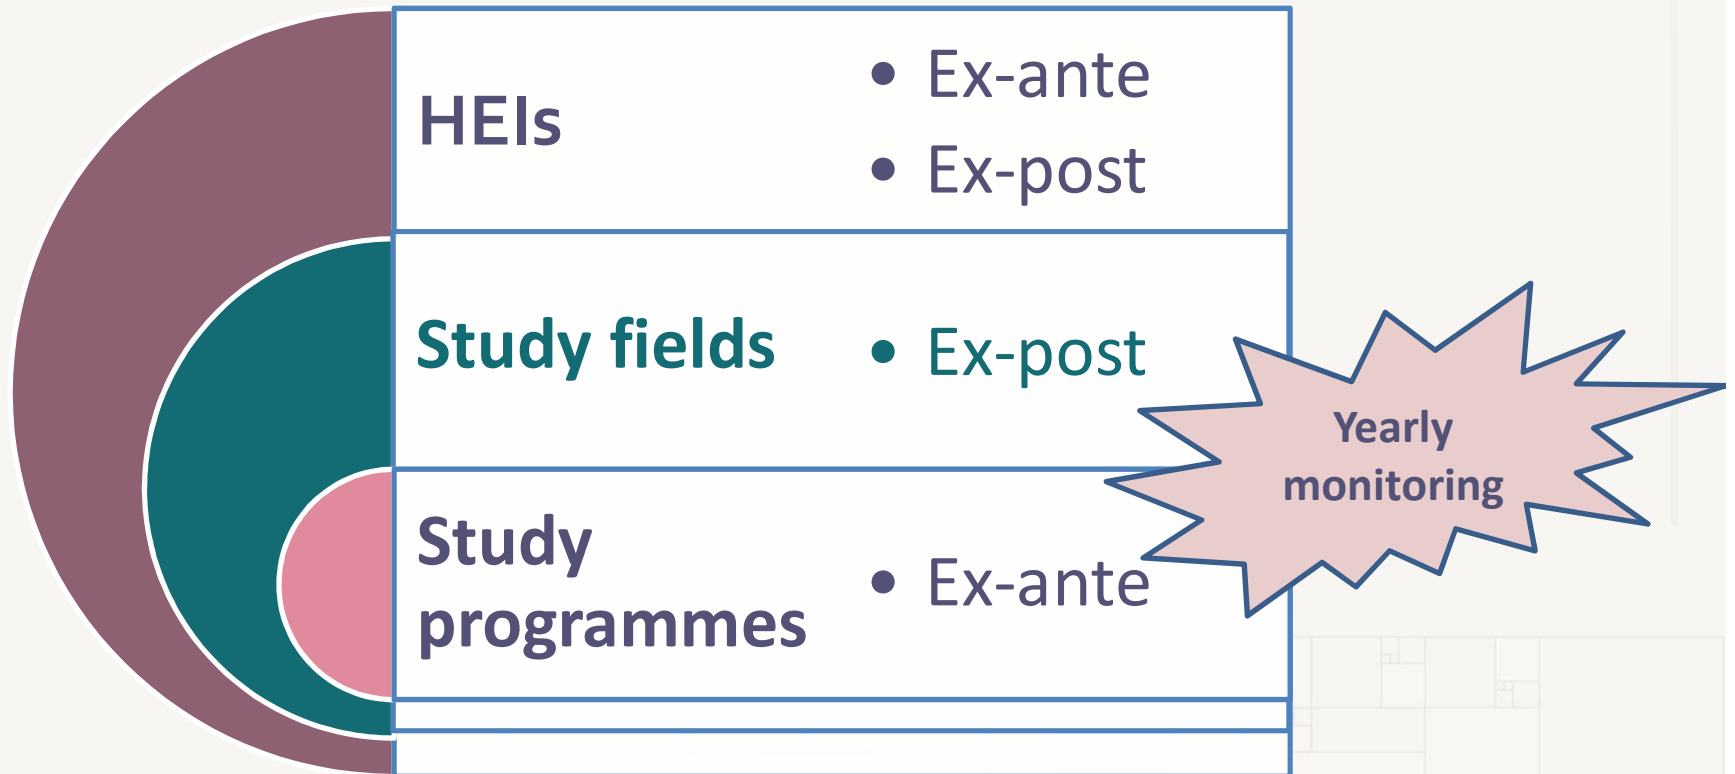 HEIs
• Ex-ante
• Ex-post
Study fields
• Ex-post
Study
programmes
• Ex-ante
Yearly
monitoring